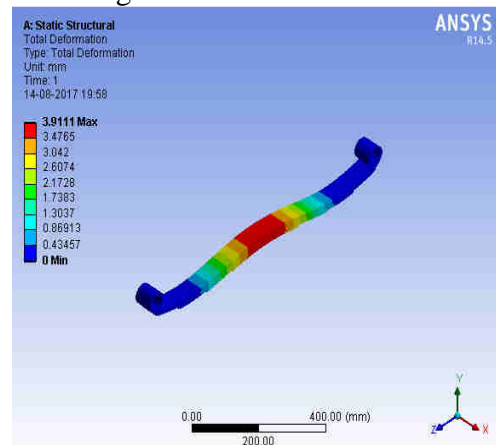 A: Static Structural
Total Deformation
Type: Total Deformation
Unit: mm
Time: 1
14-08-2017 19:58
ANSYS
R14.5
3.9111 Max
3.4765
3.042
2.6074
2.1728
1.7383
1.3037
0.86913
0.43457
0 Min
0.00 400.00 (mm)
200.00
Y
Z X